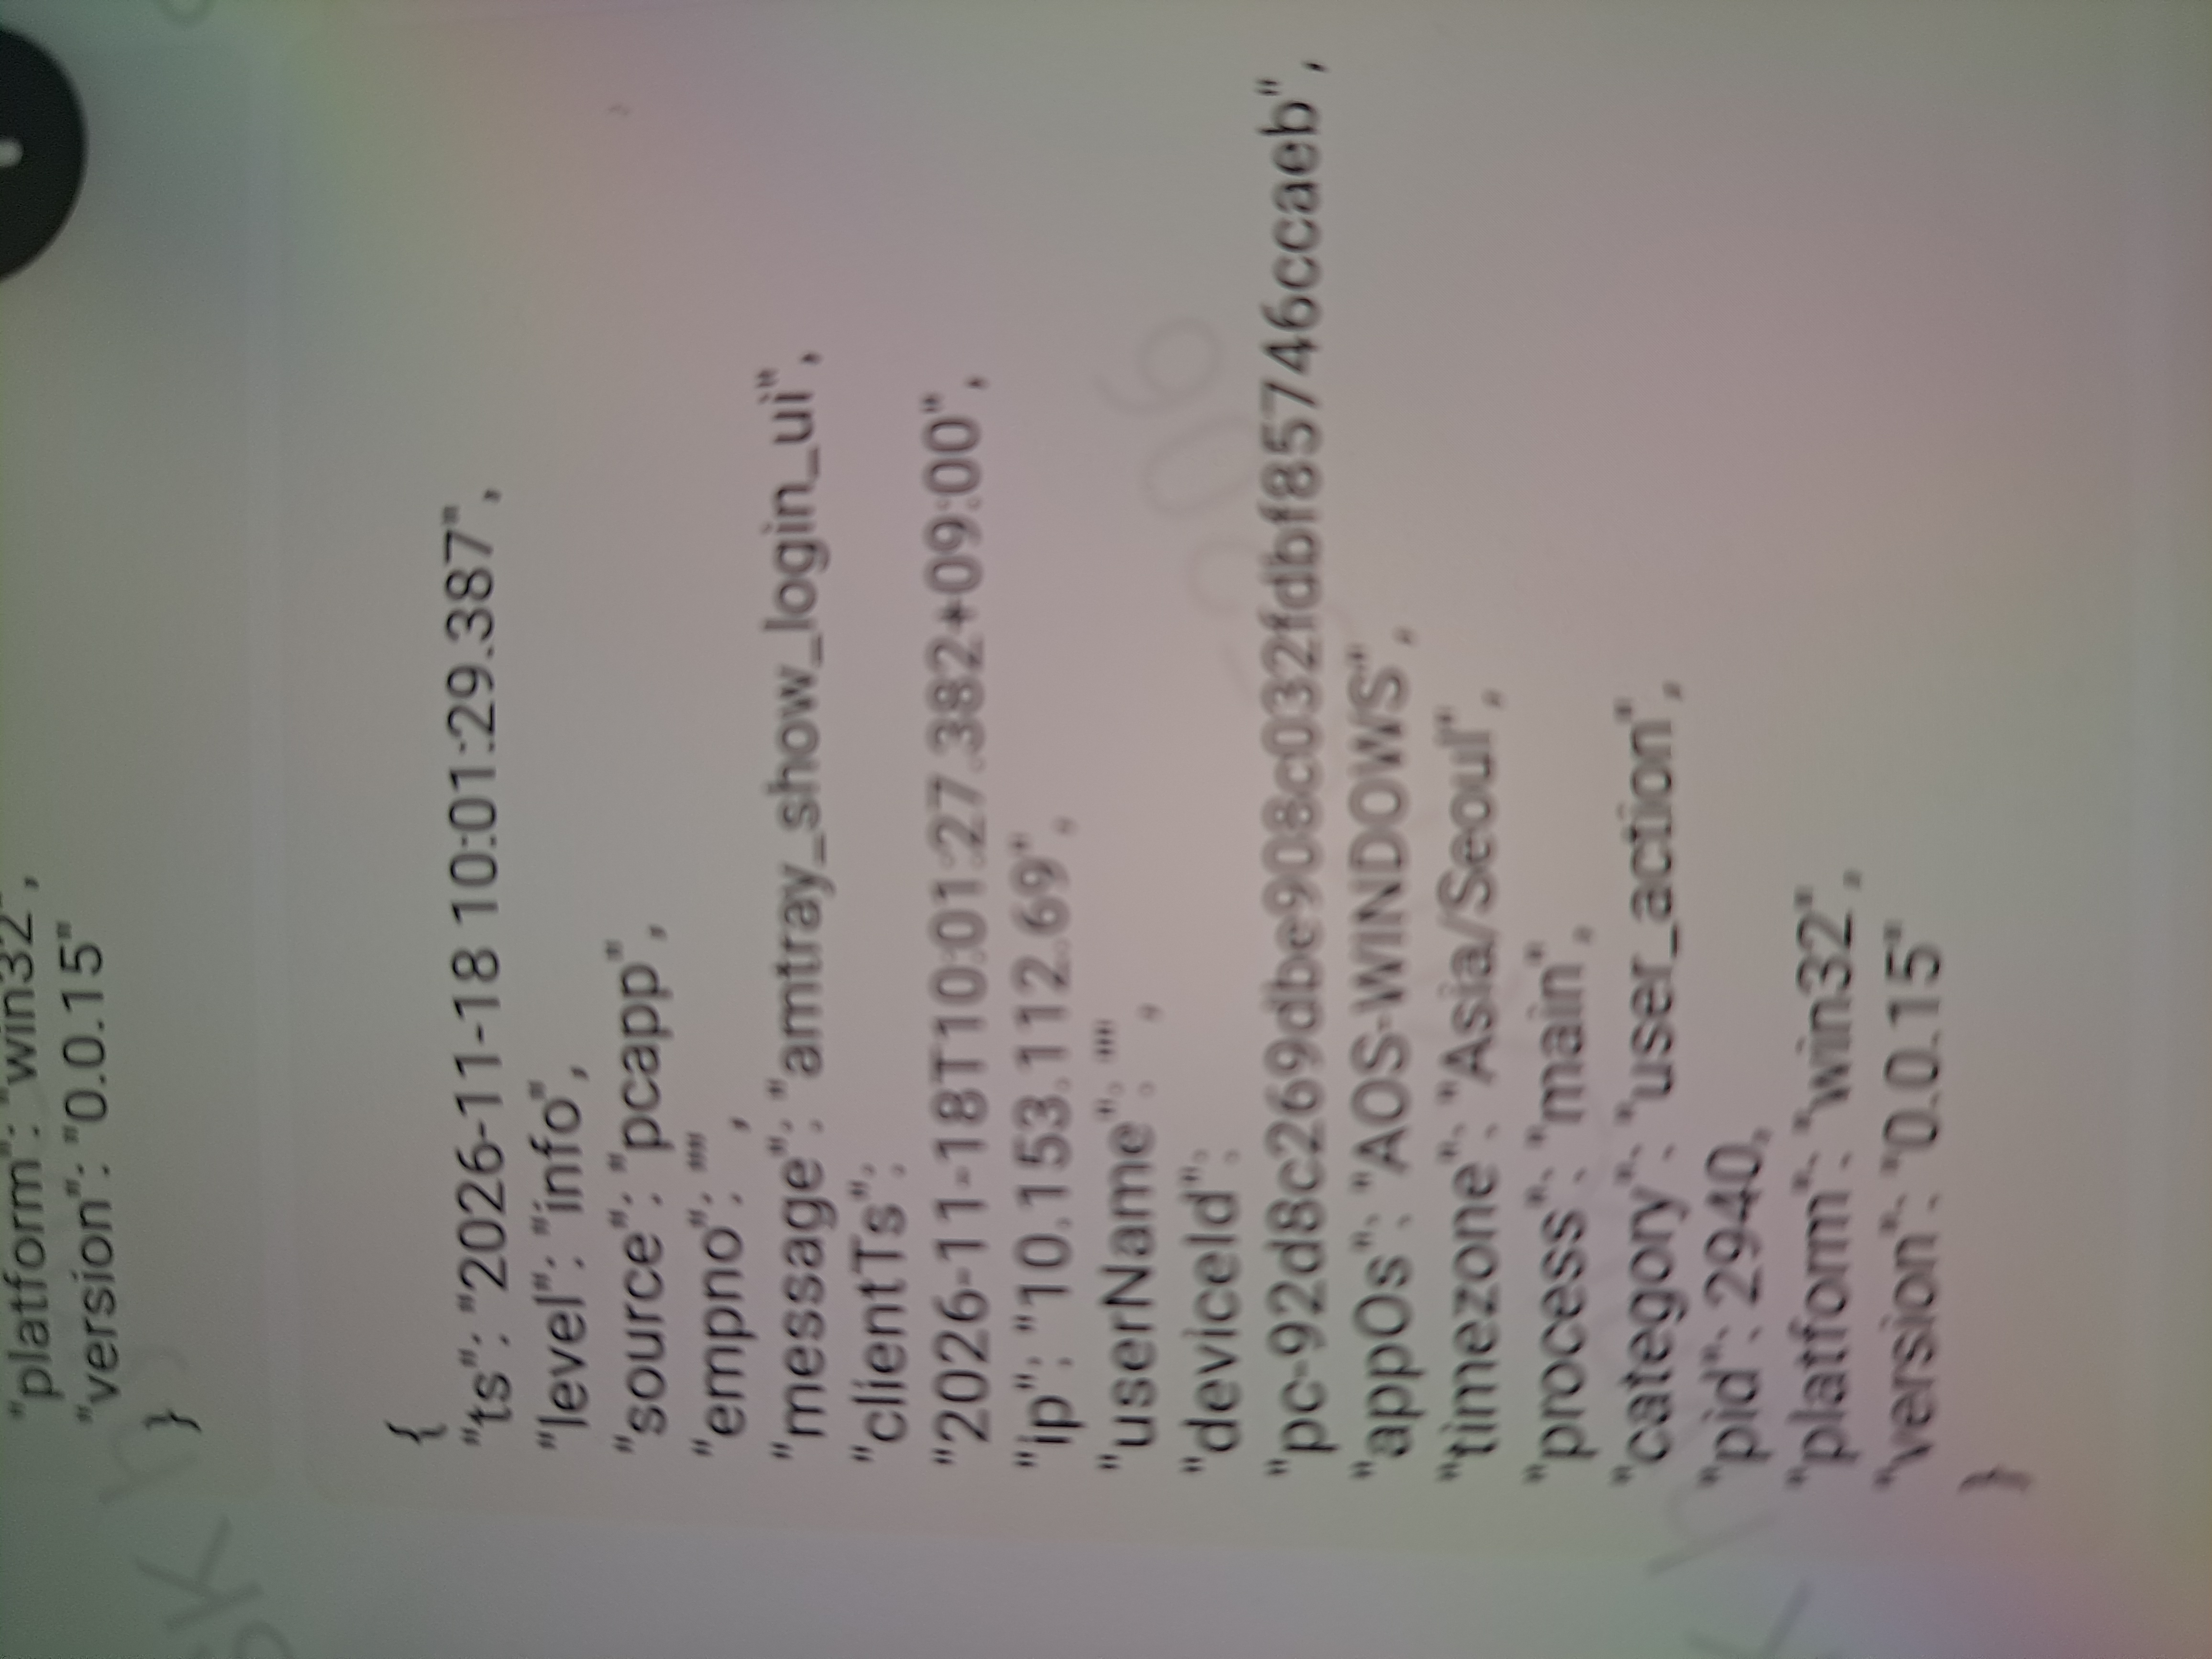 "platform": "win32",
"version": "0.0.15"
}
{
"ts": "2026-11-18 10:01:29.387",
"level": "info",
"source": "pcapp",
"empno": "",
"message": "amtray_show_login_ui",
"clientTs":
"2026-11-18T10:01:27.382+09:00",
"ip": "10.153.112.69",
"userName": "",
"deviceId":
"pc-92d8c269dbe908c032fdbf85746ccaeb",
"appOs": "AOS-WINDOWS",
"timezone": "Asia/Seoul",
"process": "main",
"category": "user_action",
"pid": 2940,
"platform": "win32",
"version": "0.0.15"
}